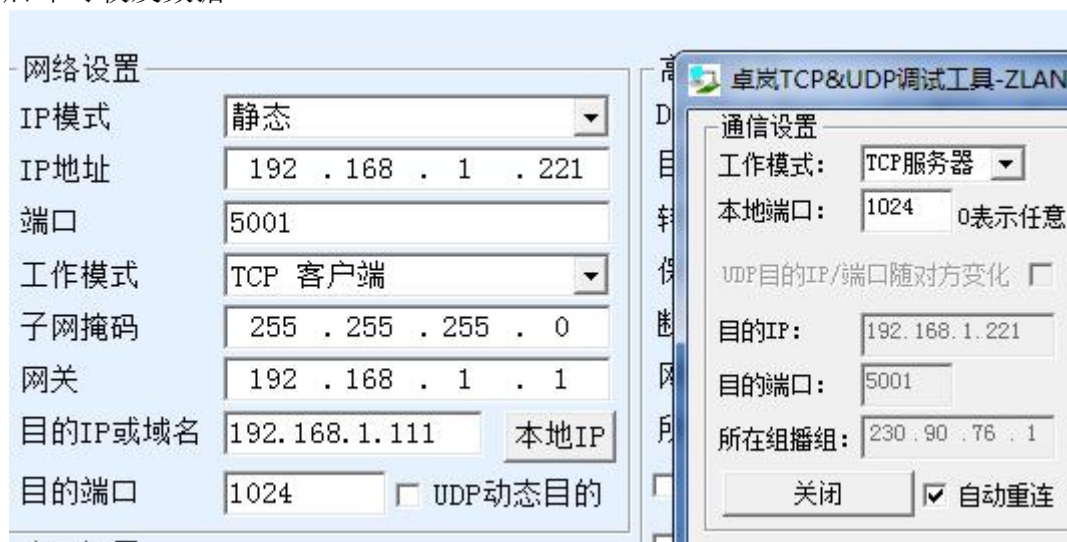 网络设置
IP模式 静态
IP地址 192 . 168 . 1 . 221
端口 5001
工作模式 TCP 客户端
子网掩码 255 . 255 . 255 . 0
网关 192 . 168 . 1 . 1
目的IP或域名 192.168.1.111 本地IP
目的端口 1024 UDP动态目的
卓岚TCP&UDP调试工具-ZLAN
通信设置
工作模式: TCP服务器
本地端口: 1024 0表示任意
UDP目的IP/端口随对方变化
目的IP: 192.168.1.221
目的端口: 5001
所在组播组: 230 . 90 . 76 . 1
关闭 自动重连